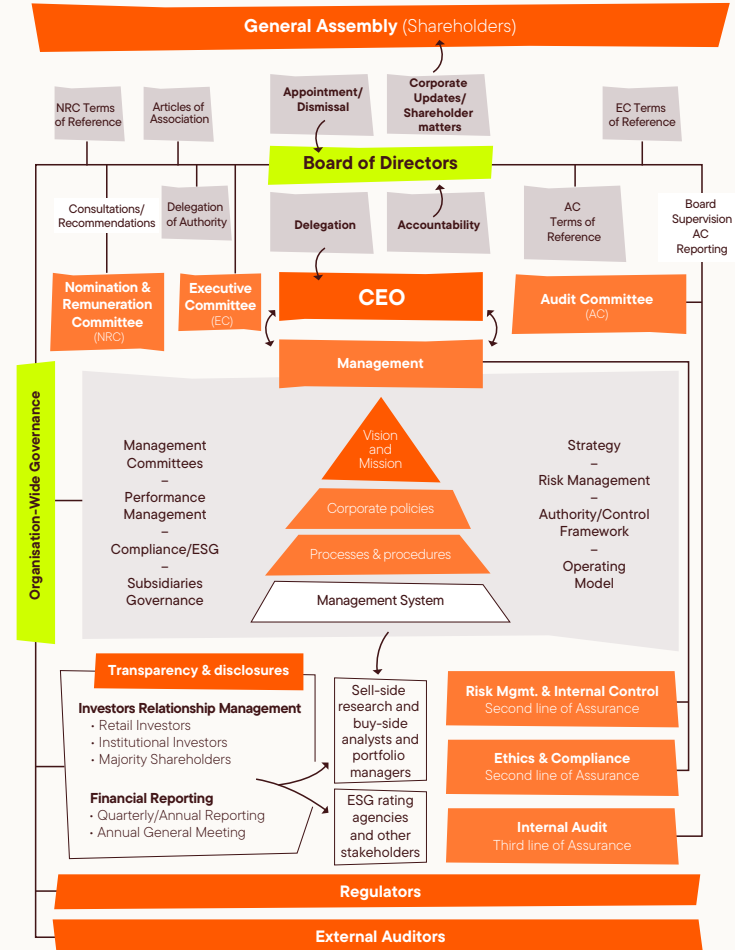 General Assembly (Shareholders)
NRC Terms
of Reference
Articles of
Association
Appointment/
Dismissal
Corporate
Updates/
Shareholder
matters
EC Terms
of Reference
Board of Directors
Consultations/
Recommendations
Delegation
of Authority
Delegation
Accountability
AC
Terms of
Reference
Board
Supervision
AC
Reporting
Nomination &
Remuneration
Committee
(NRC)
Executive
Committee
(EC)
CEO
Audit Committee
(AC)
Management
Organisation-Wide Governance
Management
Committees
–
Performance
Management
–
Compliance/ESG
–
Subsidiaries
Governance
Vision
and
Mission
Corporate policies
Processes & procedures
Management System
Strategy
–
Risk Management
–
Authority/Control
Framework
–
Operating
Model
Transparency & disclosures
Investors Relationship Management
• Retail Investors
• Institutional Investors
• Majority Shareholders
Financial Reporting
• Quarterly/Annual Reporting
• Annual General Meeting
Sell-side
research and
buy-side
analysts and
portfolio
managers
ESG rating
agencies
and other
stakeholders
Risk Mgmt. & Internal Control
Second line of Assurance
Ethics & Compliance
Second line of Assurance
Internal Audit
Third line of Assurance
Regulators
External Auditors